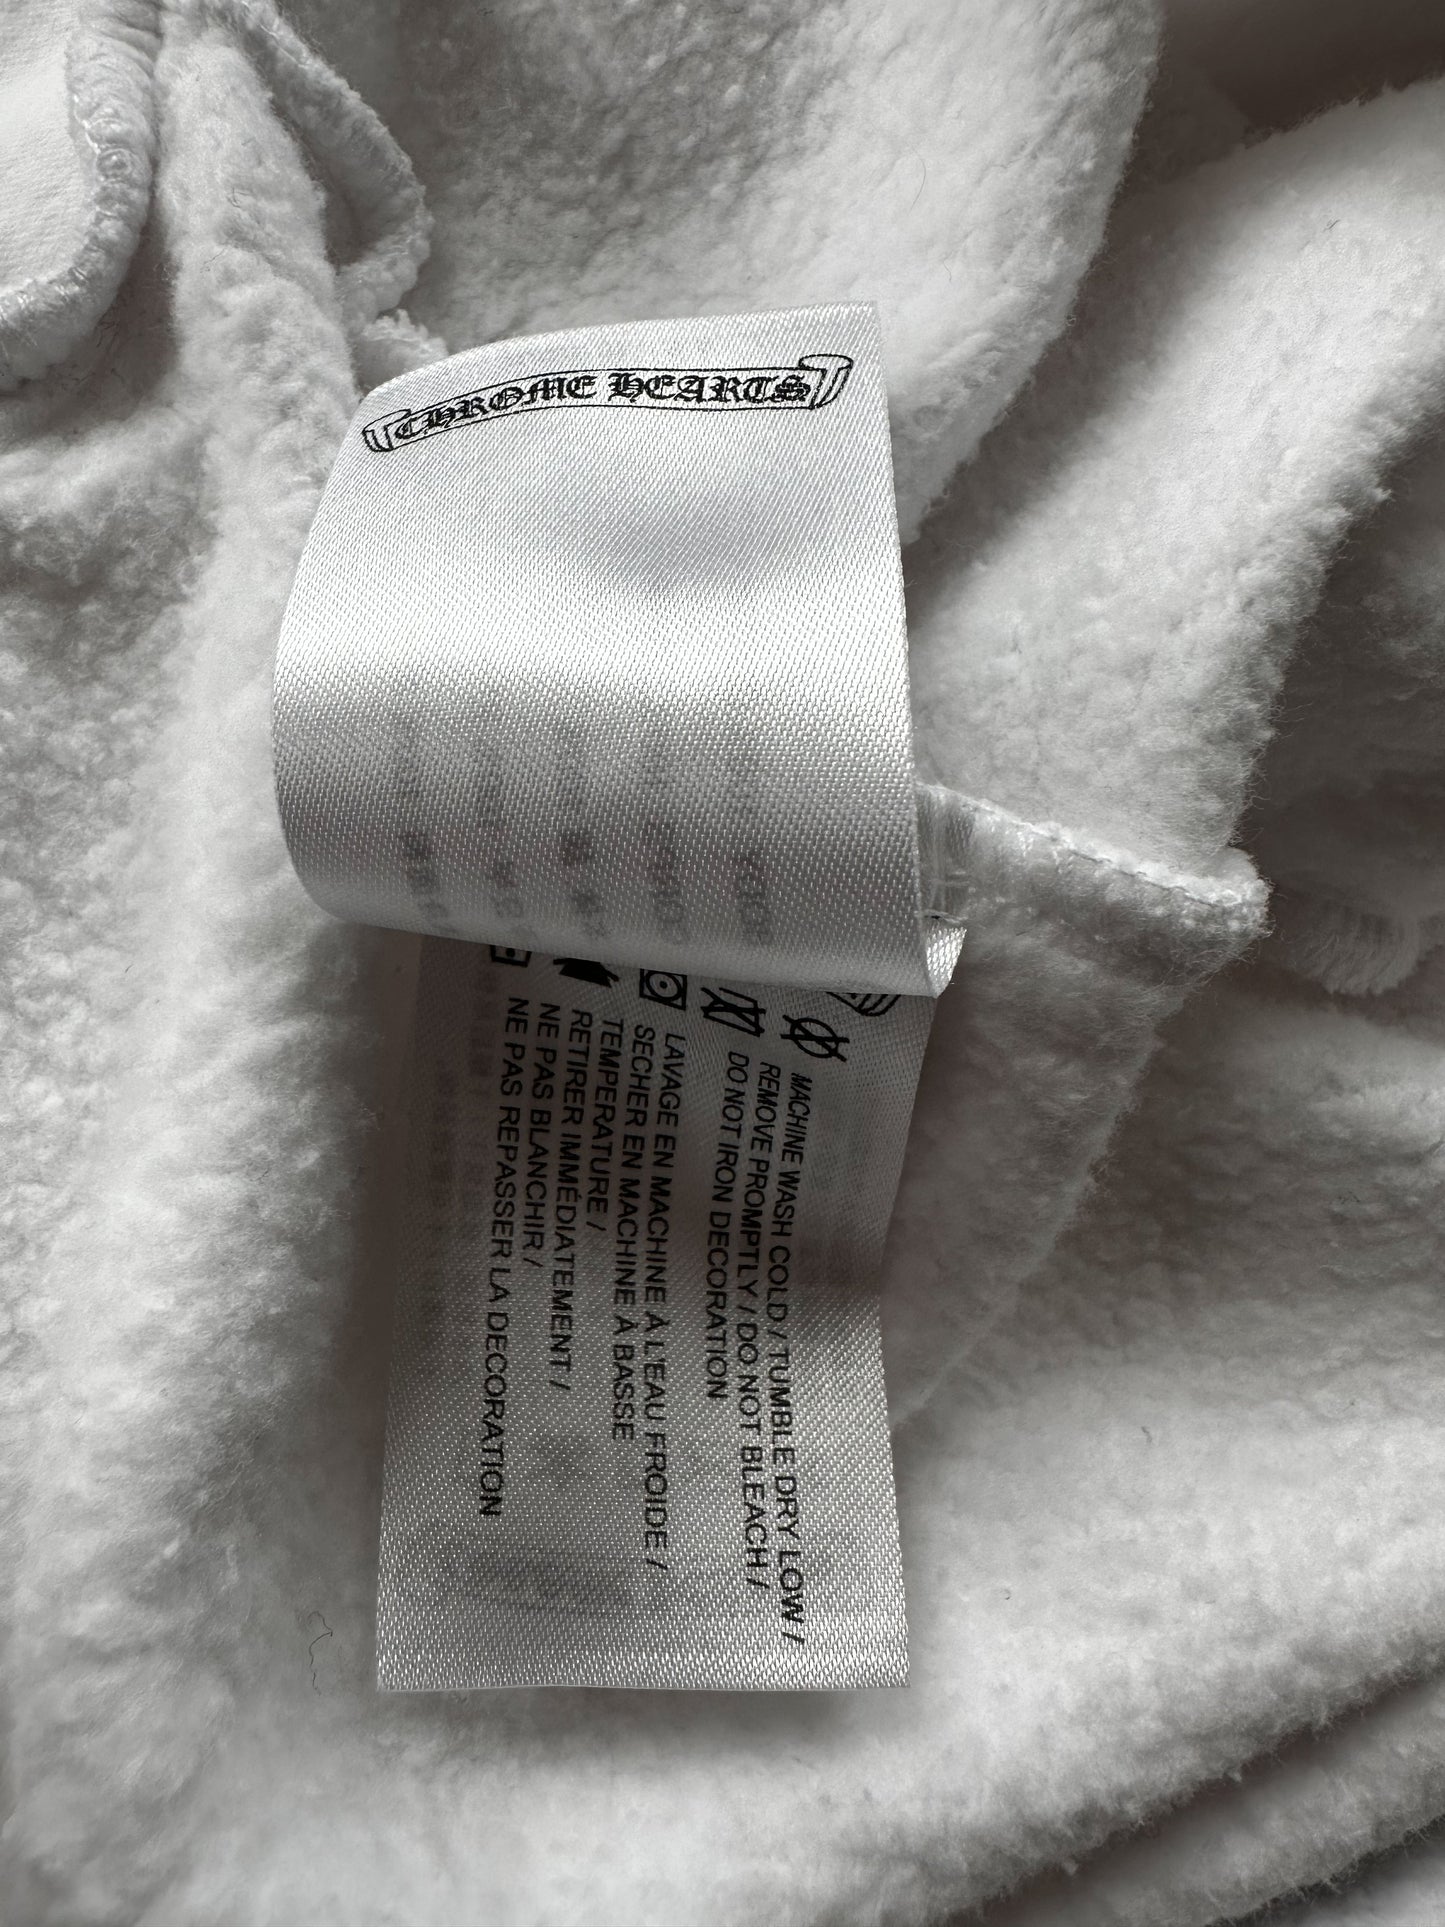 CHROME HEARTS
MACHINE WASH COLD / TUMBLE DRY LOW /
REMOVE PROMPTLY / DO NOT BLEACH /
DO NOT IRON DECORATION
LAVAGE EN MACHINE À L'EAU FROIDE /
SECHER EN MACHINE À BASSE
TEMPERATURE /
RETIRER IMMÉDIATEMENT /
NE PAS BLANCHIR /
NE PAS REPASSER LA DECORATION